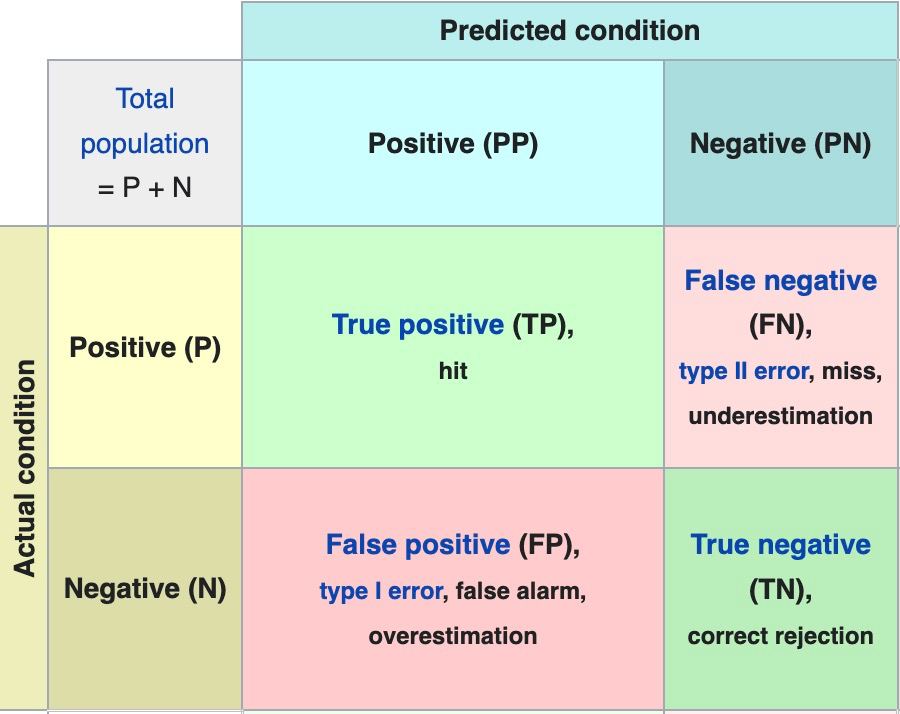 Predicted condition
Total
population
= P + N
Positive (PP)
Negative (PN)
Actual condition
Positive (P)
True positive (TP),
hit
False negative
(FN),
type II error, miss,
underestimation
Negative (N)
False positive (FP),
type I error, false alarm,
overestimation
True negative
(TN),
correct rejection